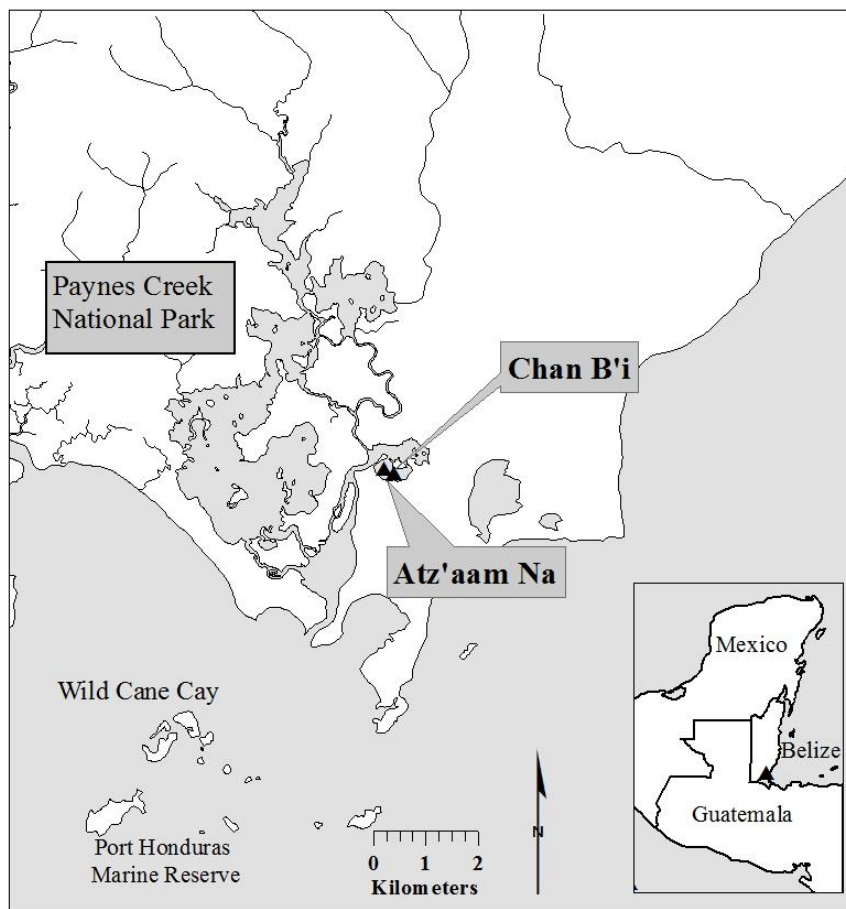 Paynes Creek
National Park
Chan B'i
Atz'aam Na
Wild Cane Cay
Port Honduras
Marine Reserve
0 1 2
Kilometers
N
Mexico
Belize
Guatemala